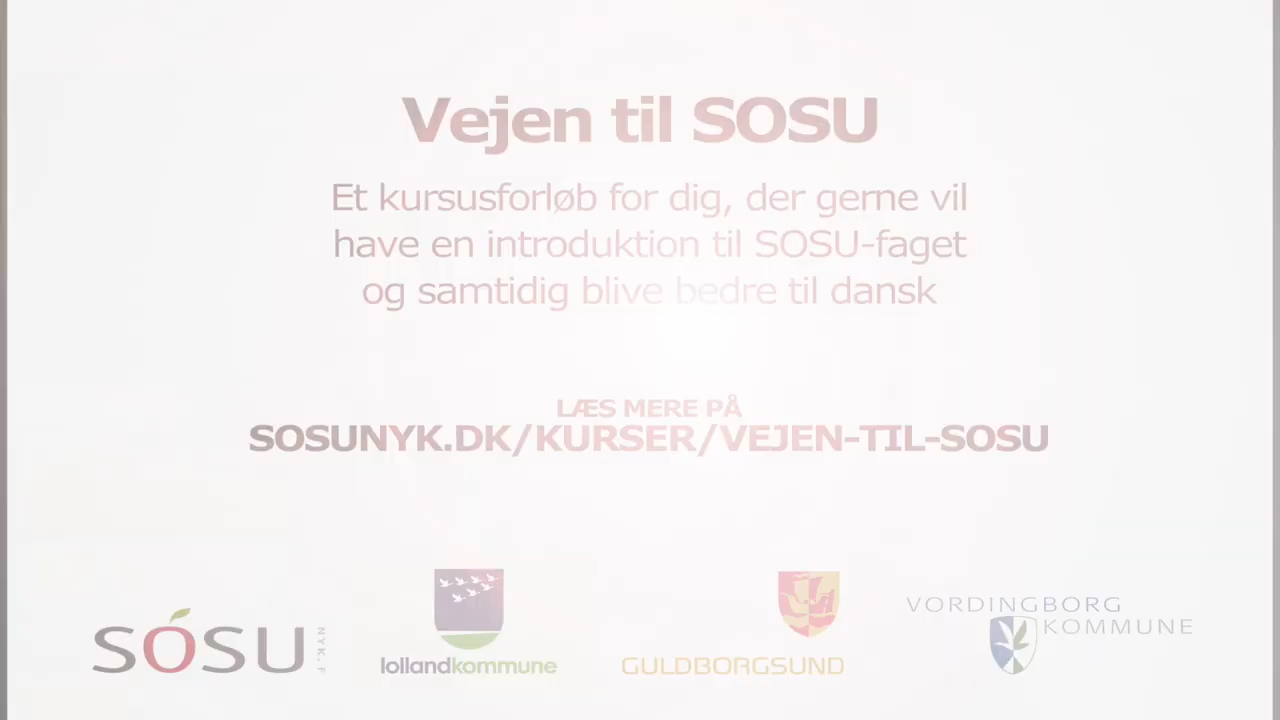 Vejen til SOSU
Et kursusforløb for dig, der gerne vil
have en introduktion til SOSU-faget
og samtidig blive bedre til dansk
LÆS MERE PÅ
SOSUNYK.DK/KURSER/VEJEN-TIL-SOSU
SOSU
NYK. F
lollandkommune
GULDBORGSUND
VORDINGBORG
KOMMUNE